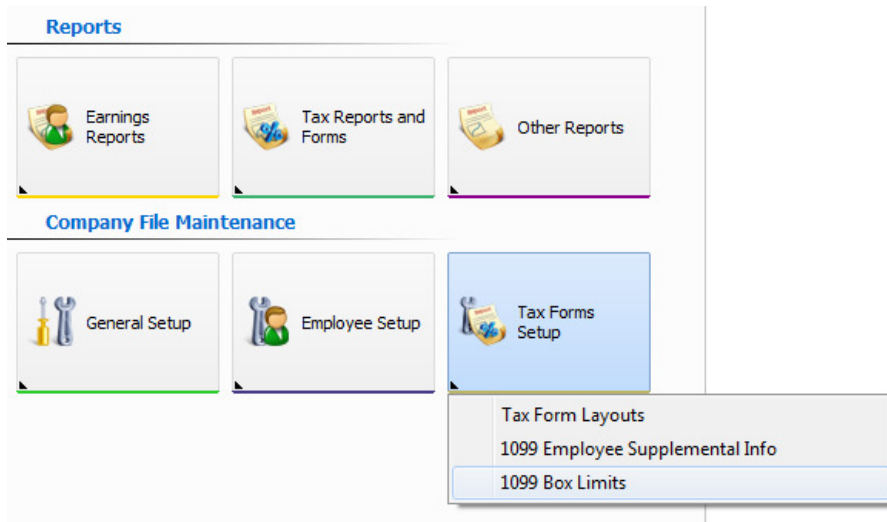 Reports
Earnings
Reports
Tax Reports and
Forms
Other Reports
Company File Maintenance
General Setup
Employee Setup
Tax Forms
Setup
Tax Form Layouts
1099 Employee Supplemental Info
1099 Box Limits